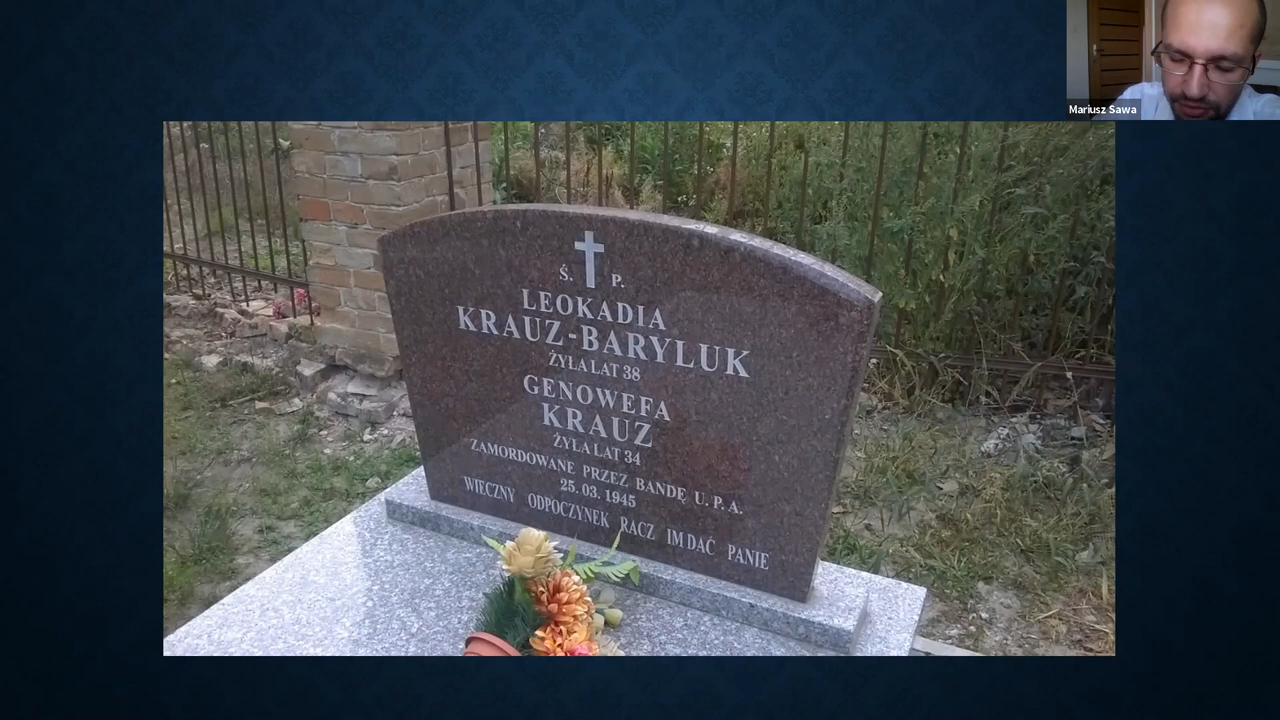 Mariusz Sawa
Ś. P.
LEOKADIA
KRAUZ-BARYLUK
ŻYŁA LAT 38
GENOWEFA
KRAUZ
ŻYŁA LAT 34
ZAMORDOWANE PRZEZ BANDĘ U.P.A.
25.03.1945
WIECZNY ODPOCZYNEK RACZ IM DAĆ PANIE